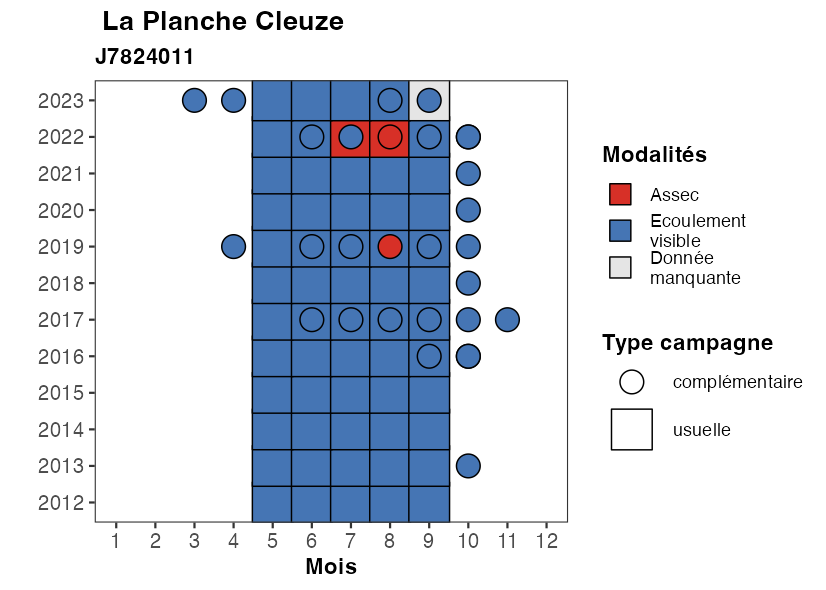 La Planche Cleuze
J7824011
2023
2022
2021
2020
2019
2018
2017
2016
2015
2014
2013
2012
1 2 3 4 5 6 7 8 9 10 11 12
Mois
Modalités
Assec
Ecoulement
visible
Donnée
manquante
Type campagne
complémentaire
usuelle